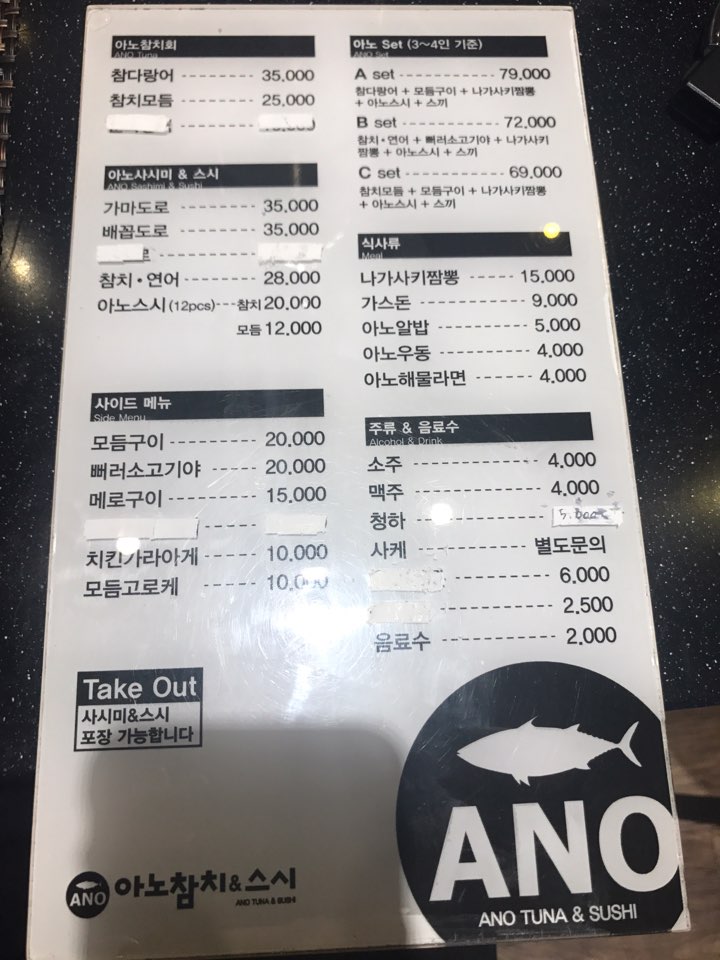 아노참치회
ANO Tuna
참다랑어 ---------- 35,000
참치모듬 ---------- 25,000
아노사시미 & 스시
ANO Sashimi & Sushi
가마도로 ---------- 35,000
배꼽도로 ---------- 35,000
참치·연어 ---------- 28,000
아노스시 (12pcs)---참치 20,000
모듬 12,000
사이드 메뉴
Side Menu
모듬구이 ---------- 20,000
뻐러소고기야 -------- 20,000
메로구이 ---------- 15,000
치킨가라아게 -------- 10,000
모듬고로케 -------- 10,000
Take Out
사시미&스시
포장 가능합니다
ANO 아노참치&스시
ANO TUNA & SUSHI
아노 Set (3~4인 기준)
ANO Set
A set -------------- 79,000
참다랑어 + 모듬구이 + 나가사키짬뽕
+ 아노스시 + 스끼
B set -------------- 72,000
참치·연어 + 뻐러소고기야 + 나가사키
짬뽕 + 아노스시 + 스끼
C set -------------- 69,000
참치모듬 + 모듬구이 + 나가사키짬뽕
+ 아노스시 + 스끼
식사류
Meal
나가사키짬뽕 ----- 15,000
가스돈 ------------ 9,000
아노알밥 ---------- 5,000
아노우동 ---------- 4,000
아노해물라면 ------- 4,000
주류 & 음료수
Alcohol & Drink
소주 -------------- 4,000
맥주 -------------- 4,000
청하 -------------- 5.000
사케 ------------ 별도문의
------------ 6,000
------------ 2,500
음료수 ------------ 2,000
ANO
ANO TUNA & SUSHI